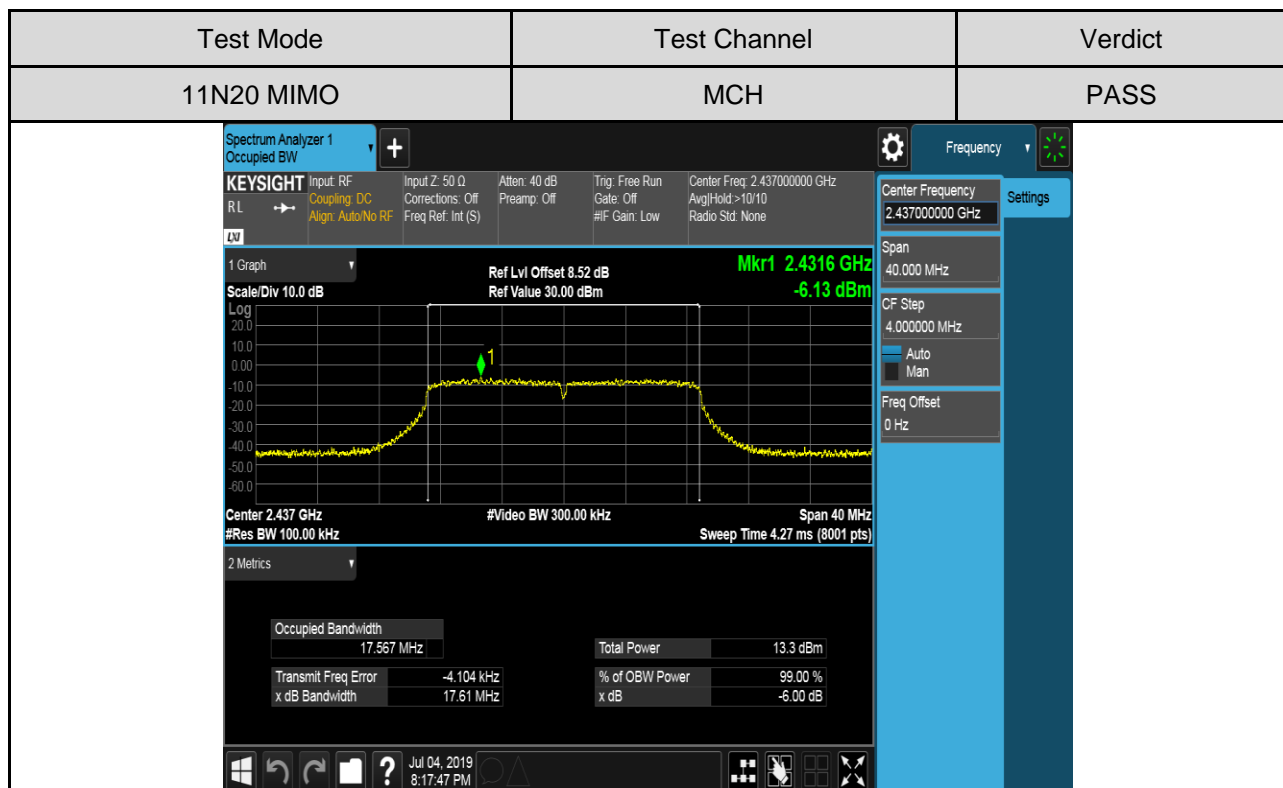 Test Mode Test Channel Verdict
11N20 MIMO MCH PASS
Spectrum Analyzer 1
Occupied BW
+
Frequency
KEYSIGHT Input: RF Input Z: 50 Ω Atten: 40 dB Trig: Free Run Center Freq: 2.437000000 GHz
RL Coupling: DC Corrections: Off Preamp: Off Gate: Off Avg|Hold:>10/10
Align: Auto/No RF Freq Ref: Int (S) #IF Gain: Low Radio Std: None
LXI
Center Frequency
2.437000000 GHz
Settings
Span
40.000 MHz
CF Step
4.000000 MHz
Auto
Man
Freq Offset
0 Hz
1 Graph Ref Lvl Offset 8.52 dB Mkr1 2.4316 GHz
Scale/Div 10.0 dB Ref Value 30.00 dBm -6.13 dBm
Log
20.0
10.0
0.00
-10.0
-20.0
-30.0
-40.0
-50.0
-60.0
1
Center 2.437 GHz #Video BW 300.00 kHz Span 40 MHz
#Res BW 100.00 kHz Sweep Time 4.27 ms (8001 pts)
2 Metrics
Occupied Bandwidth
17.567 MHz Total Power 13.3 dBm
Transmit Freq Error -4.104 kHz % of OBW Power 99.00 %
x dB Bandwidth 17.61 MHz x dB -6.00 dB
? Jul 04, 2019
8:17:47 PM